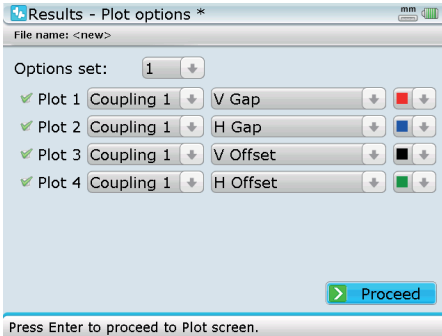 Results - Plot options *
mm
File name: <new>
Options set: 1
Plot 1 Coupling 1 V Gap
Plot 2 Coupling 1 H Gap
Plot 3 Coupling 1 V Offset
Plot 4 Coupling 1 H Offset
Proceed
Press Enter to proceed to Plot screen.